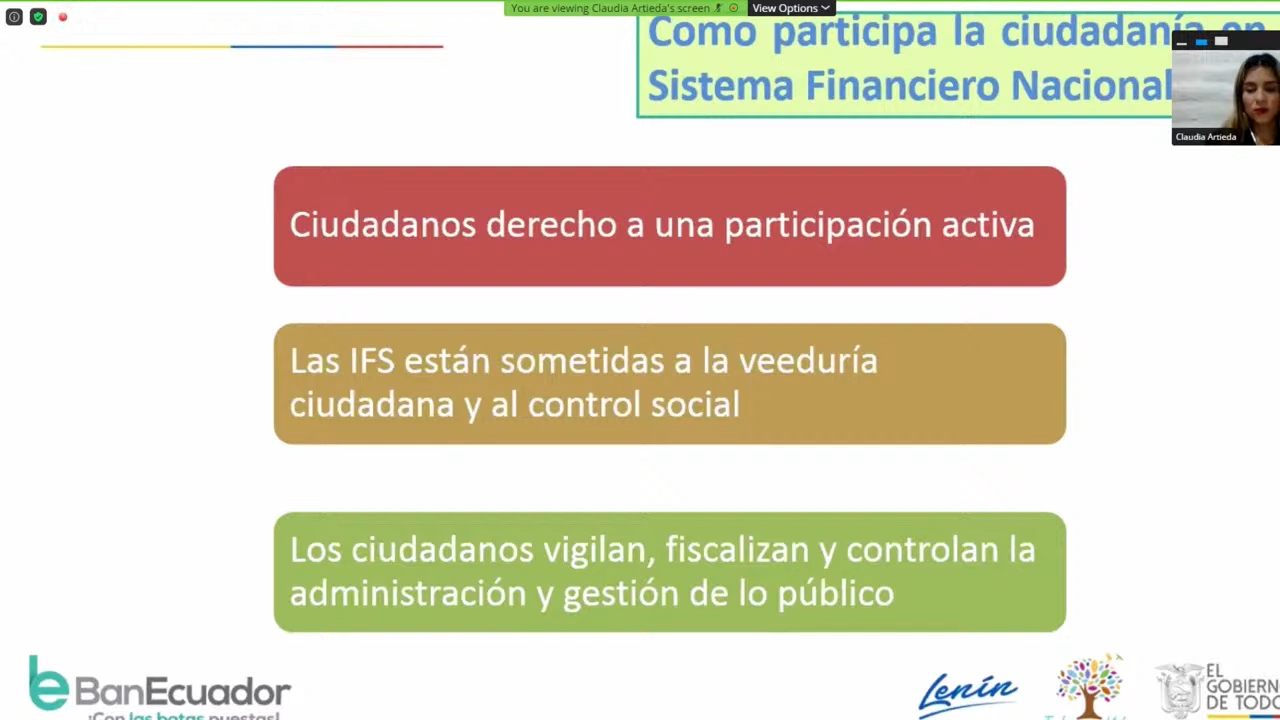 You are viewing Claudia Artieda's screen
View Options
Como participa la ciudadanía en
Sistema Financiero Nacional
Claudia Artieda
Ciudadanos derecho a una participación activa
Las IFS están sometidas a la veeduría
ciudadana y al control social
Los ciudadanos vigilan, fiscalizan y controlan la
administración y gestión de lo público
BanEcuador
¡Con las botas puestas!
Lenín
EL
GOBIERNO
DE TODO